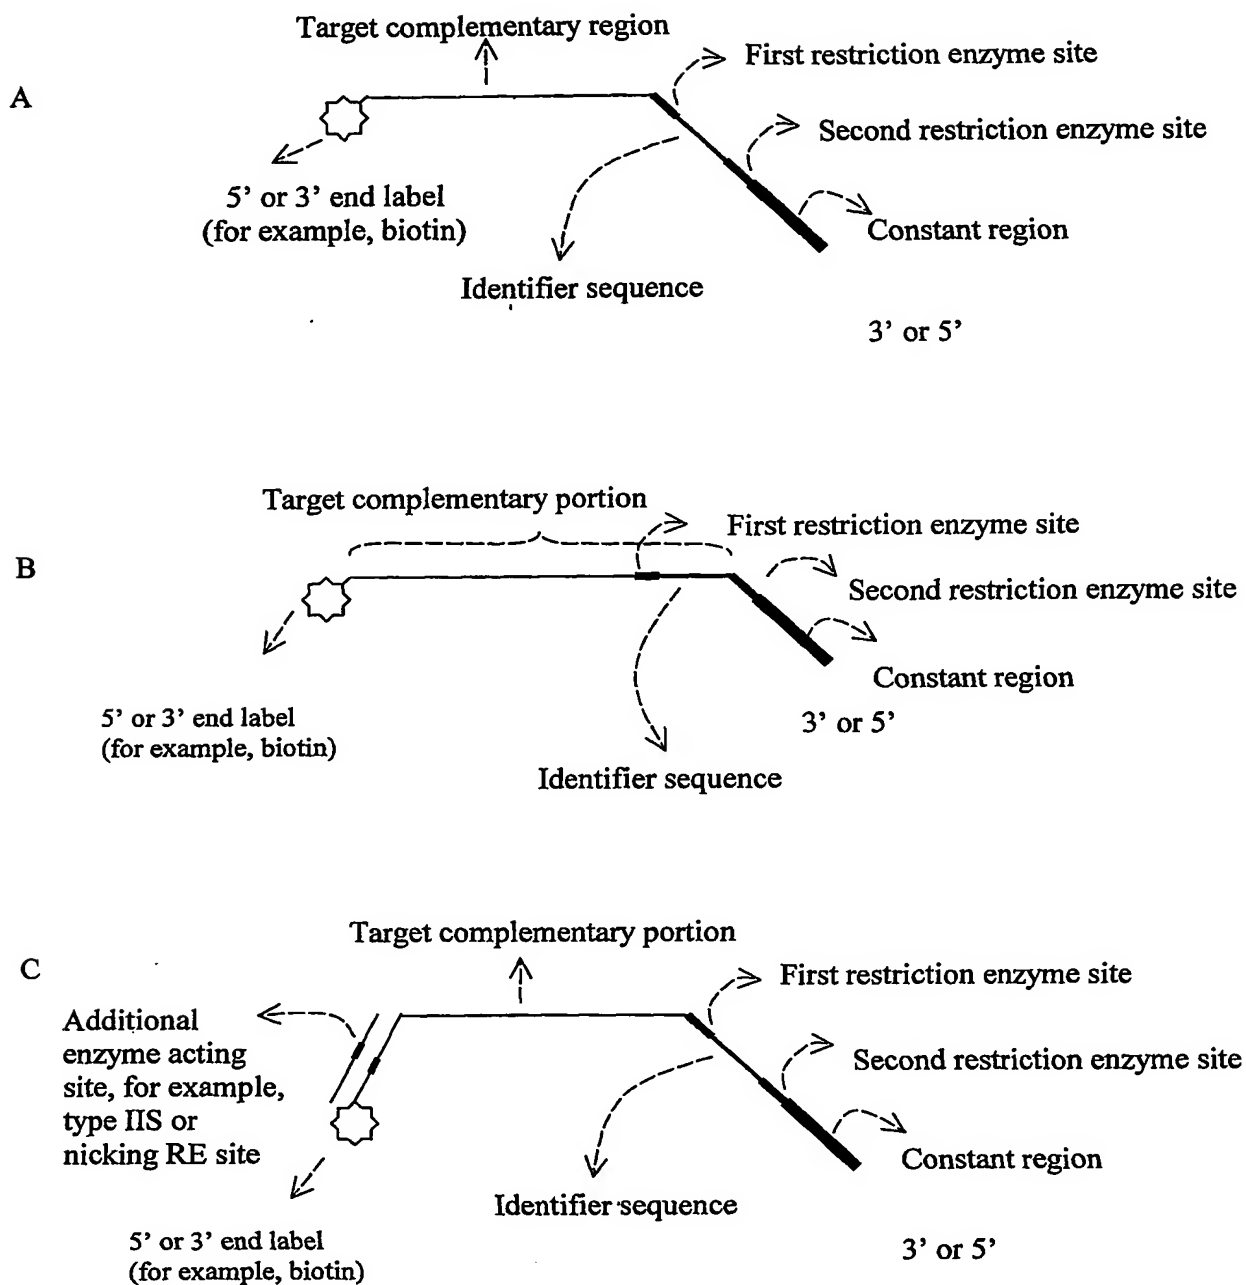 Target complementary region
First restriction enzyme site
A
Second restriction enzyme site
5’ or 3’ end label
(for example, biotin)
Constant region
Identifier sequence
3’ or 5’
Target complementary portion
First restriction enzyme site
B
Second restriction enzyme site
Constant region
5’ or 3’ end label
(for example, biotin)
3’ or 5’
Identifier sequence
Target complementary portion
C
First restriction enzyme site
Additional
enzyme acting
site, for example,
type IIS or
nicking RE site
Second restriction enzyme site
Constant region
Identifier sequence
5’ or 3’ end label
(for example, biotin)
3’ or 5’